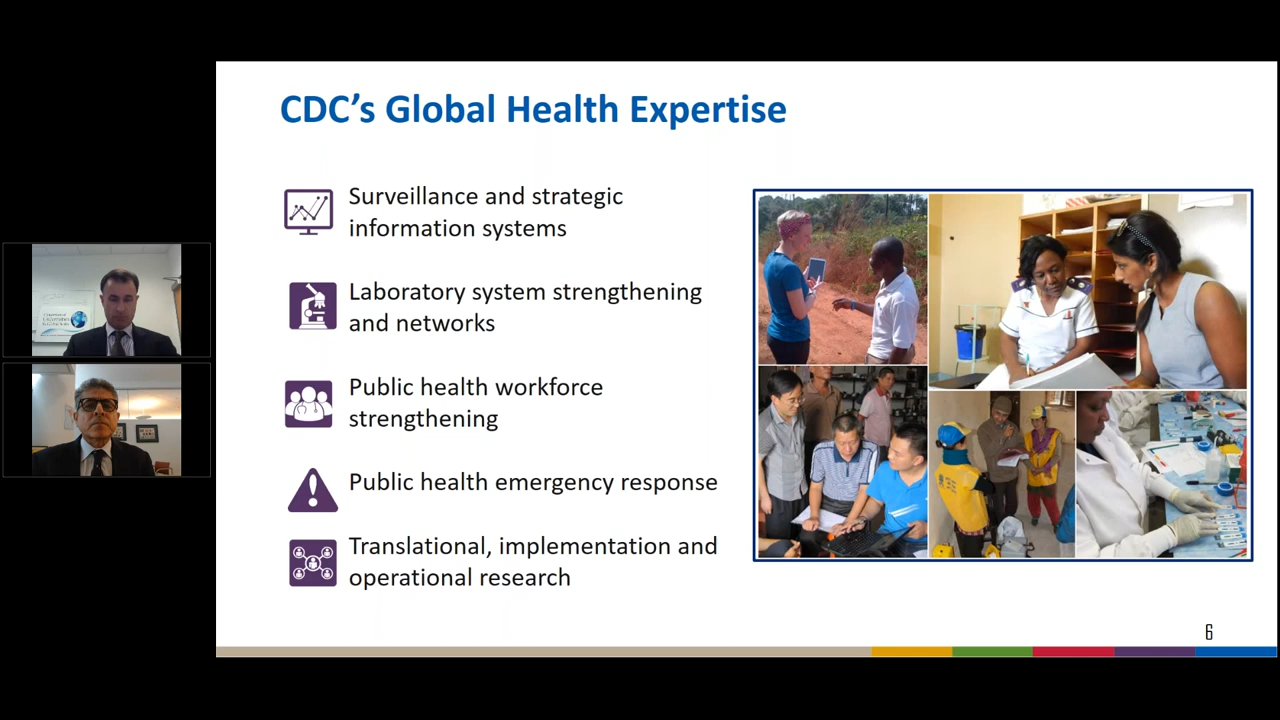 CDC's Global Health Expertise
Surveillance and strategic
information systems
Laboratory system strengthening
and networks
Public health workforce
strengthening
Public health emergency response
Translational, implementation and
operational research
6